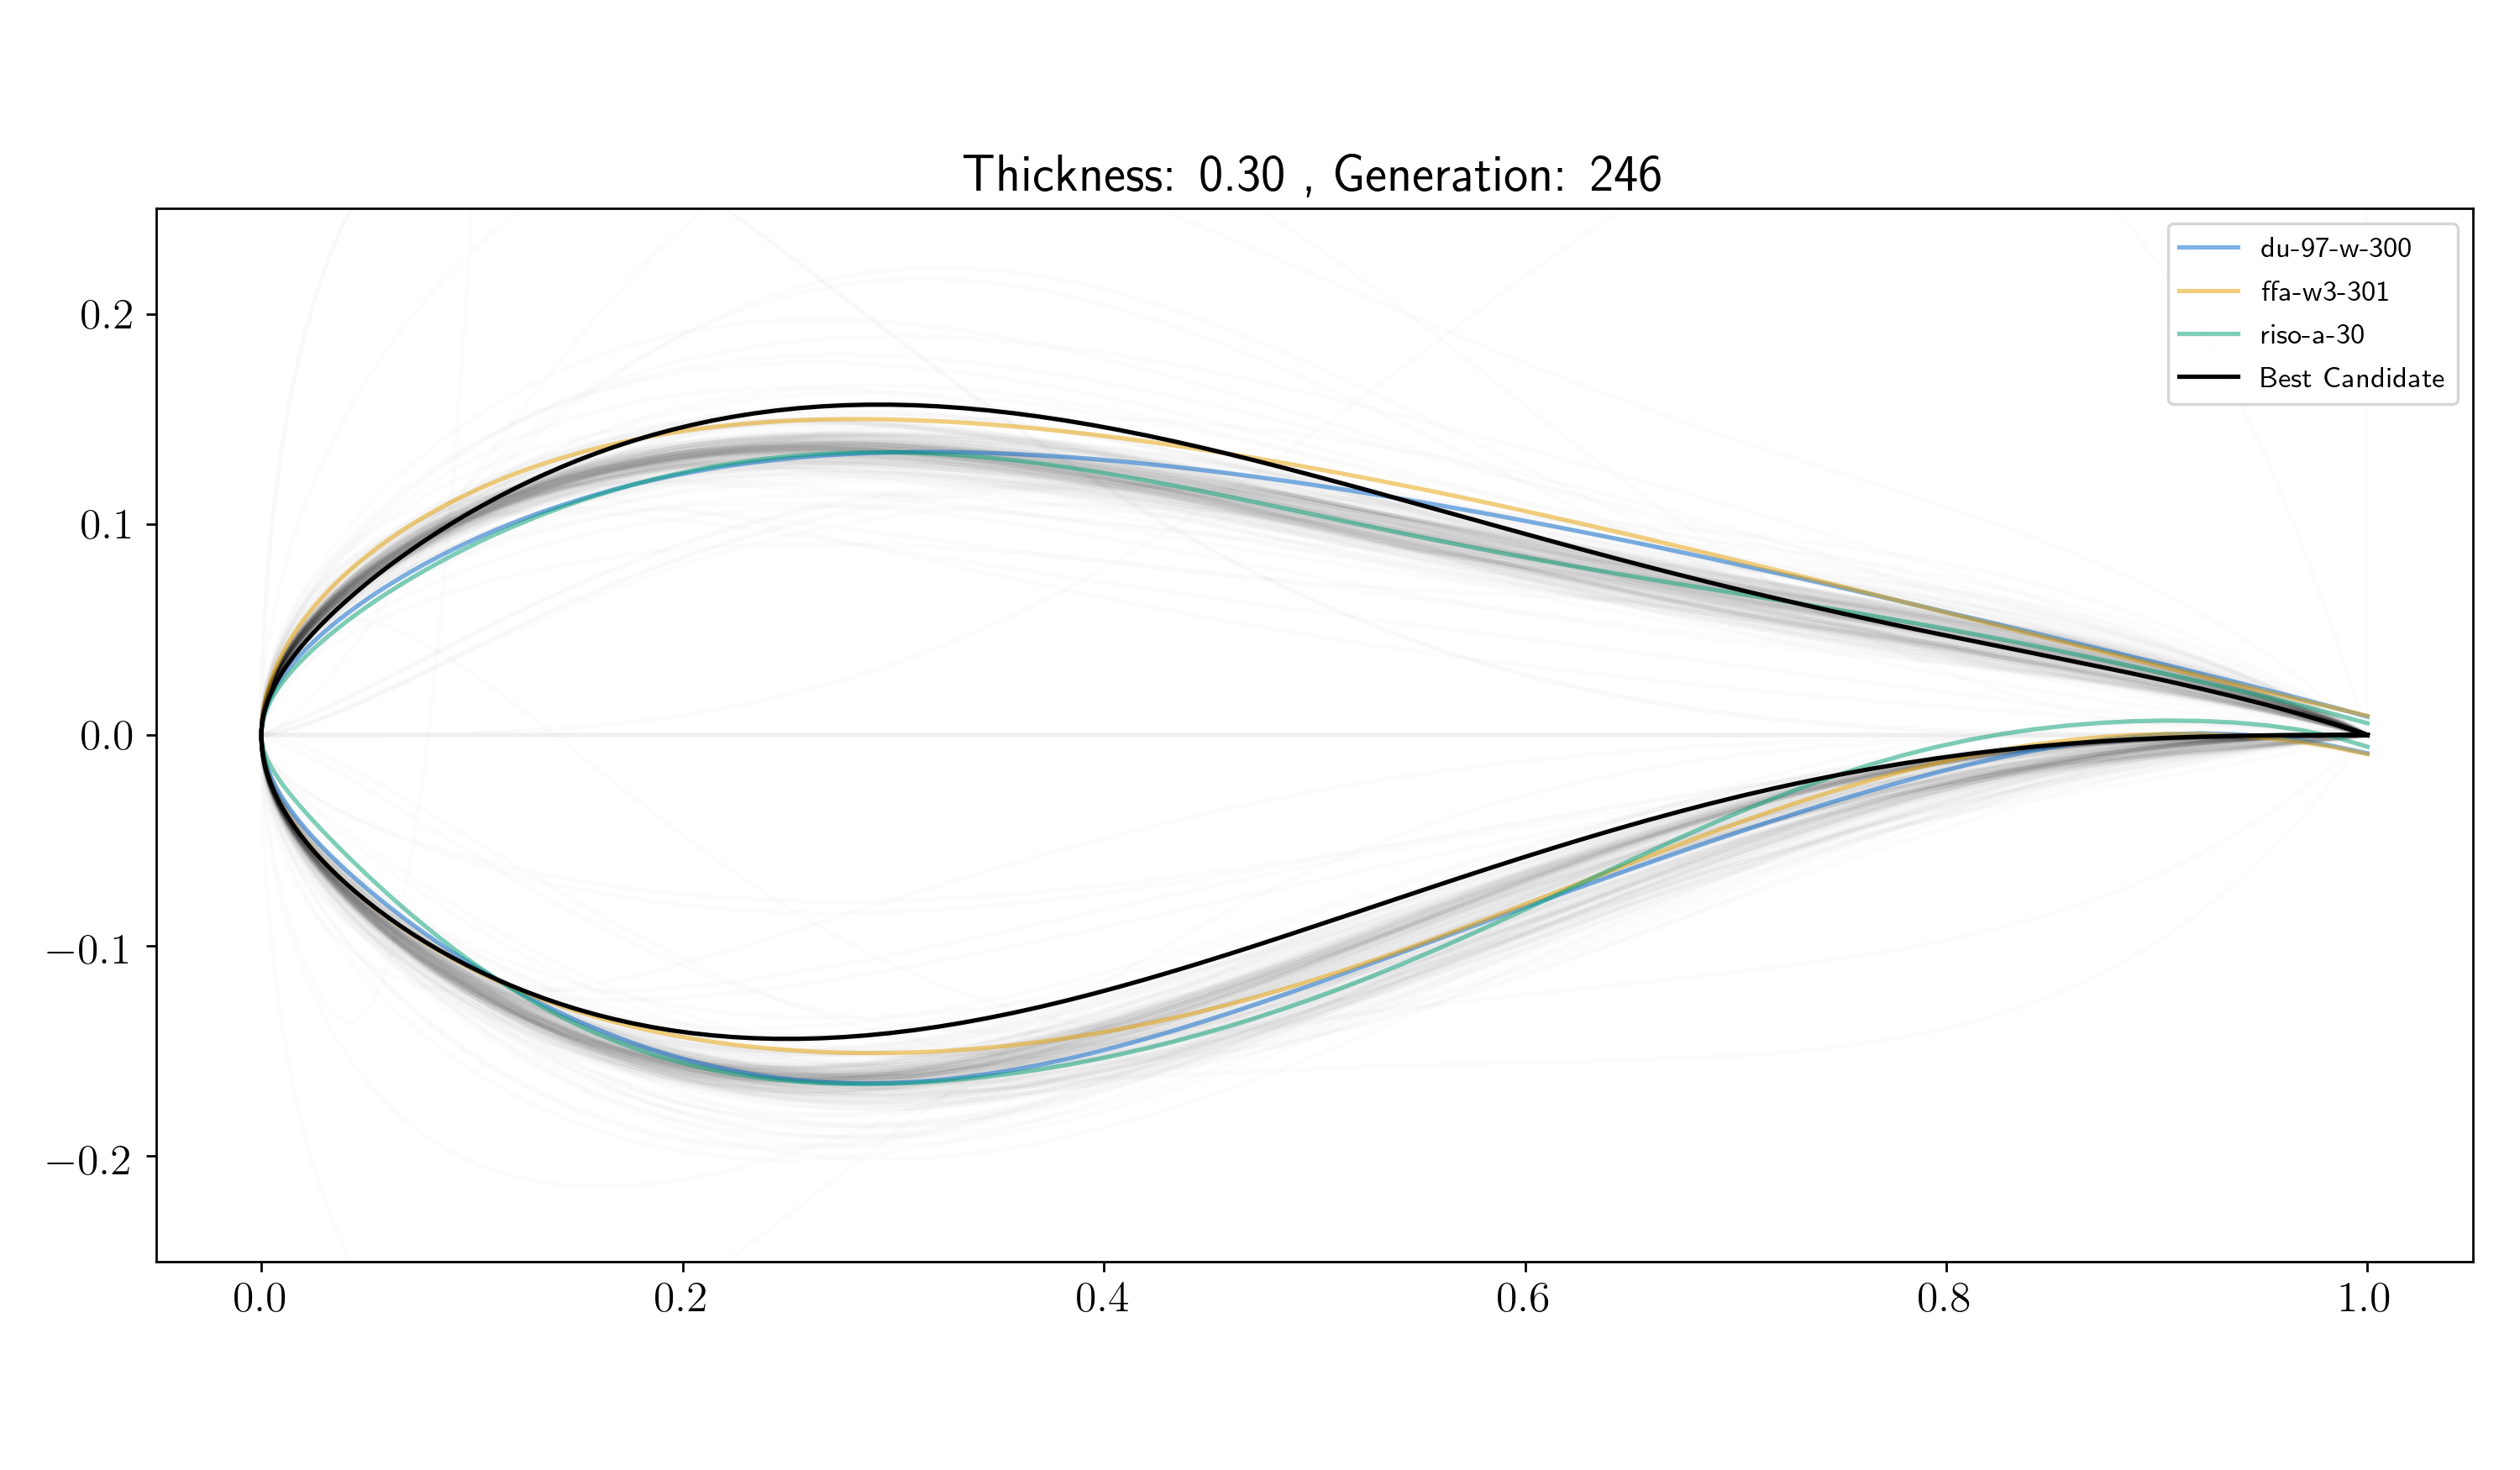 Thickness: 0.30 , Generation: 246
du-97-w-300
ffa-w3-301
riso-a-30
Best Candidate
0.2
0.1
0.0
−0.1
−0.2
0.0 0.2 0.4 0.6 0.8 1.0